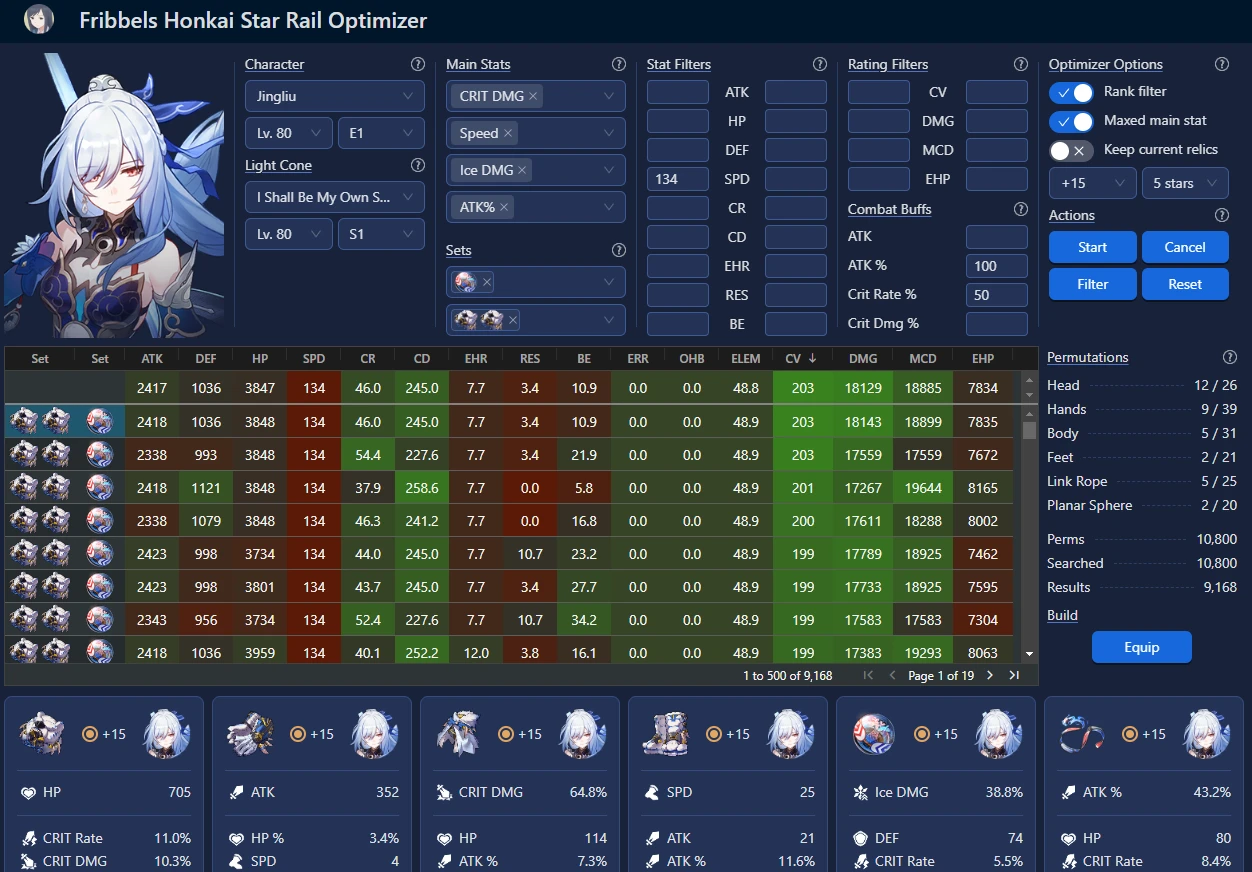 Fribbels Honkai Star Rail Optimizer
Character
Jingliu
Lv. 80 E1
Light Cone
I Shall Be My Own S...
Lv. 80 S1
Main Stats
CRIT DMG
Speed
Ice DMG
ATK%
Sets
Stat Filters
ATK
HP
DEF
134 SPD
CR
CD
EHR
RES
BE
Rating Filters
CV
DMG
MCD
EHP
Combat Buffs
ATK
ATK % 100
Crit Rate % 50
Crit Dmg %
Optimizer Options
Rank filter
Maxed main stat
Keep current relics
+15 5 stars
Actions
Start Cancel
Filter Reset
Set Set ATK DEF HP SPD CR CD EHR RES BE ERR OHB ELEM CV DMG MCD EHP
2417 1036 3847 134 46.0 245.0 7.7 3.4 10.9 0.0 0.0 48.8 203 18129 18885 7834
2418 1036 3848 134 46.0 245.0 7.7 3.4 10.9 0.0 0.0 48.9 203 18143 18899 7835
2338 993 3848 134 54.4 227.6 7.7 3.4 21.9 0.0 0.0 48.9 203 17559 17559 7672
2418 1121 3848 134 37.9 258.6 7.7 0.0 5.8 0.0 0.0 48.9 201 17267 19644 8165
2338 1079 3848 134 46.3 241.2 7.7 0.0 16.8 0.0 0.0 48.9 200 17611 18288 8002
2423 998 3734 134 44.0 245.0 7.7 10.7 23.2 0.0 0.0 48.9 199 17789 18925 7462
2423 998 3801 134 43.7 245.0 7.7 3.4 27.7 0.0 0.0 48.9 199 17733 18925 7595
2343 956 3734 134 52.4 227.6 7.7 10.7 34.2 0.0 0.0 48.9 199 17583 17583 7304
2418 1036 3959 134 40.1 252.2 12.0 3.8 16.1 0.0 0.0 48.9 199 17383 19293 8063
1 to 500 of 9,168 Page 1 of 19
Permutations
Head 12 / 26
Hands 9 / 39
Body 5 / 31
Feet 2 / 21
Link Rope 5 / 25
Planar Sphere 2 / 20
Perms 10,800
Searched 10,800
Results 9,168
Build
Equip
+15
HP 705
CRIT Rate 11.0%
CRIT DMG 10.3%
+15
ATK 352
HP % 3.4%
SPD 4
+15
CRIT DMG 64.8%
HP 114
ATK % 7.3%
+15
SPD 25
ATK 21
ATK % 11.6%
+15
Ice DMG 38.8%
DEF 74
CRIT Rate 5.5%
+15
ATK % 43.2%
HP 80
CRIT Rate 8.4%